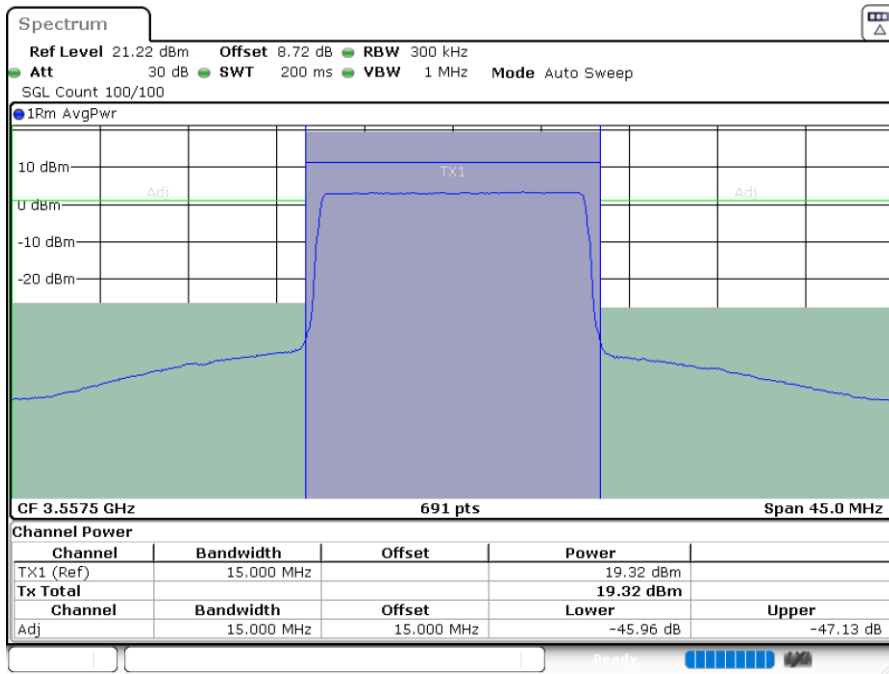 Spectrum
Ref Level 21.22 dBm Offset 8.72 dB RBW 300 kHz
Att 30 dB SWT 200 ms VBW 1 MHz Mode Auto Sweep
SGL Count 100/100
1Rm AvgPwr
10 dBm
TX1
Adj Adj
0 dBm
-10 dBm
-20 dBm
CF 3.5575 GHz 691 pts Span 45.0 MHz
Channel Power
Channel Bandwidth Offset Power
TX1 (Ref) 15.000 MHz 19.32 dBm
Tx Total 19.32 dBm
Channel Bandwidth Offset Lower Upper
Adj 15.000 MHz 15.000 MHz -45.96 dB -47.13 dB
Ready